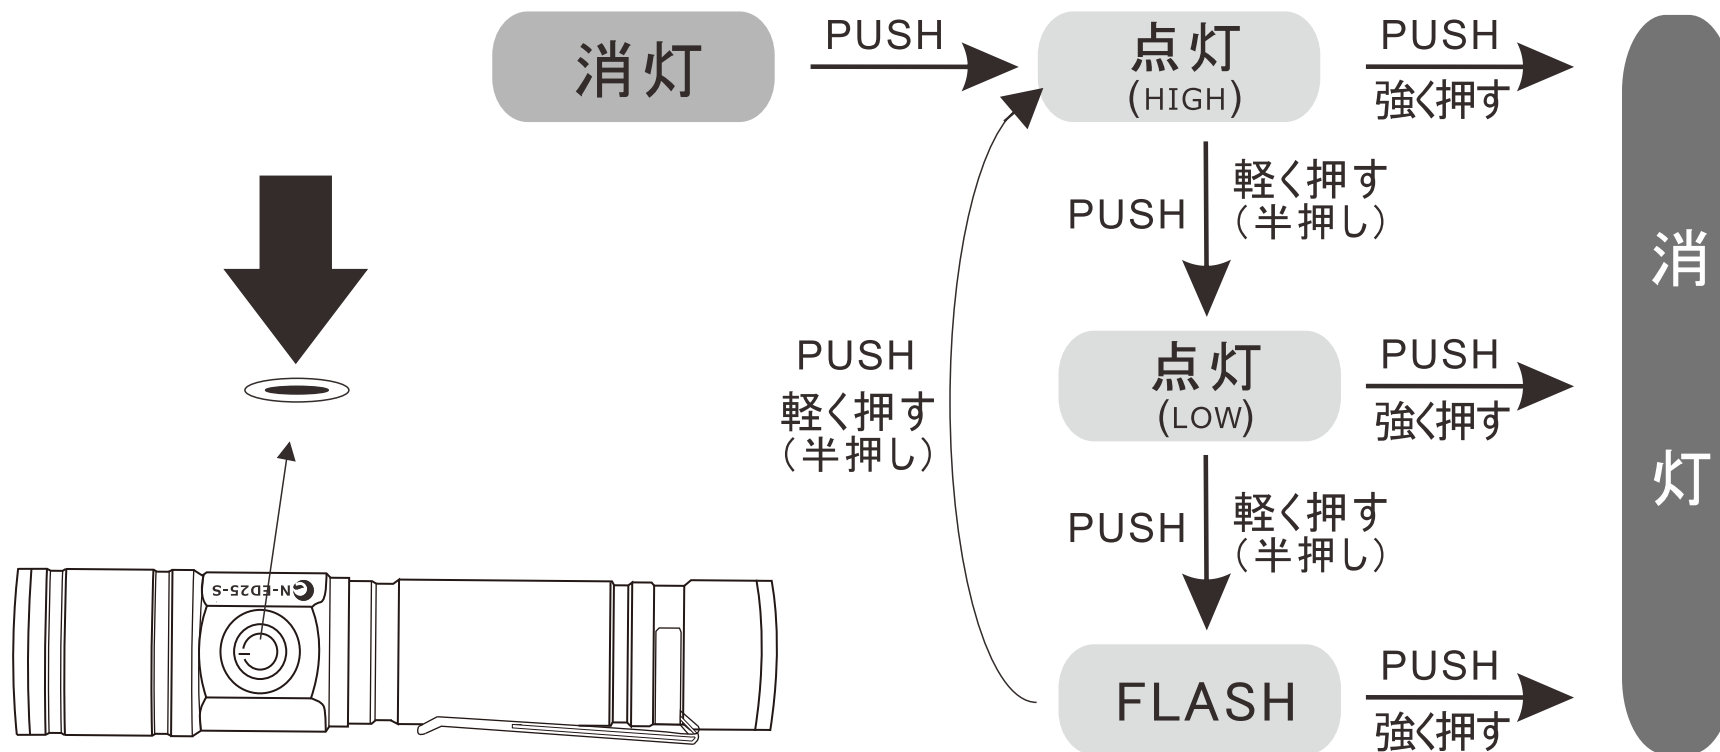 消灯
PUSH
点灯
(HIGH)
PUSH
強く押す
PUSH
軽く押す
(半押し)
点灯
(LOW)
PUSH
強く押す
PUSH
軽く押す
(半押し)
PUSH
軽く押す
(半押し)
FLASH
PUSH
強く押す
消灯
N-ED25-S